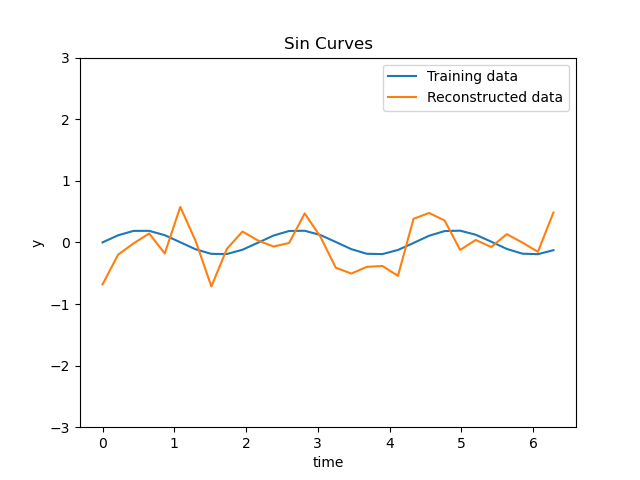 Sin Curves
Training data
Reconstructed data
3
2
1
0
−1
−2
−3
y
0
1
2
3
4
5
6
time